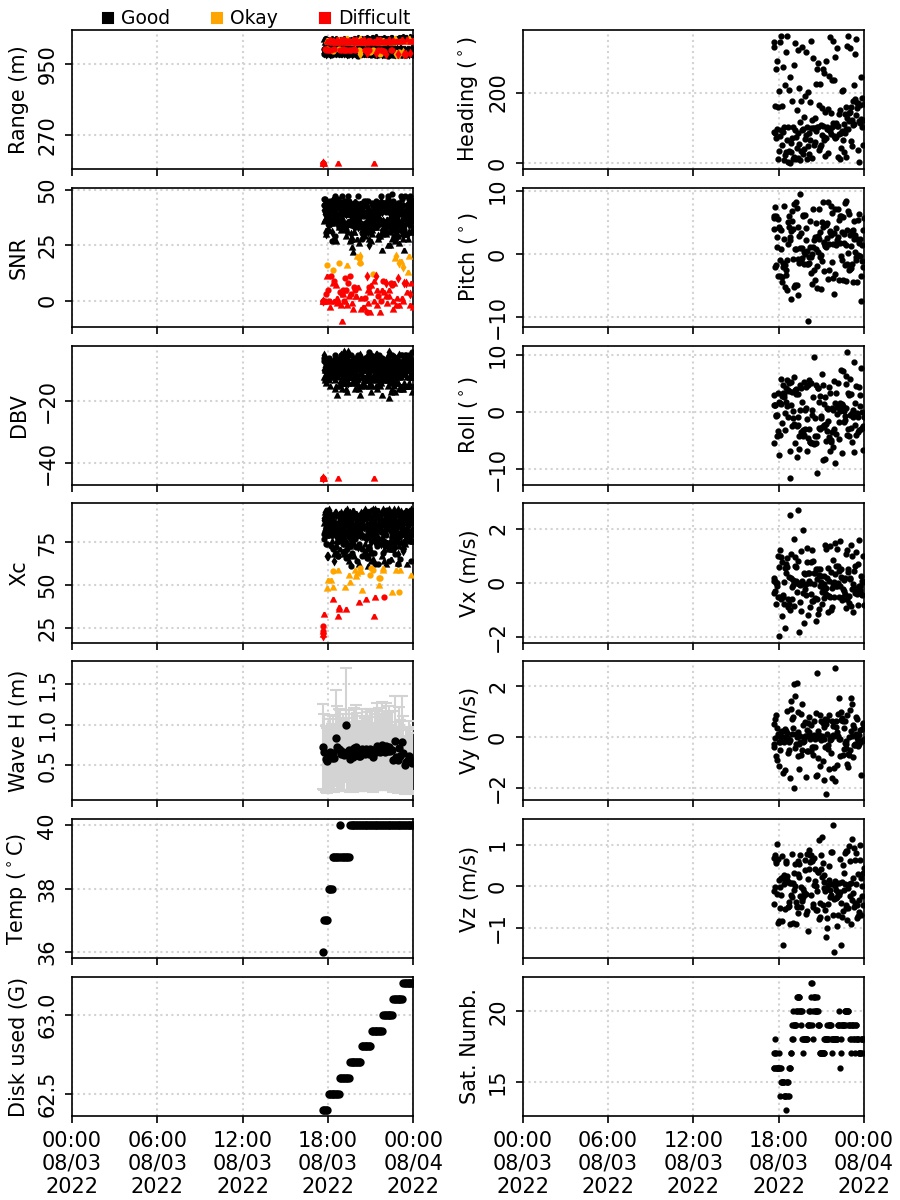 Good Okay Difficult
Range (m)
950
270
Heading (°)
200
0
SNR
50
25
0
Pitch (°)
10
0
−10
DBV
−20
−40
Roll (°)
10
0
−10
Xc
75
50
25
Vx (m/s)
2
0
−2
Wave H (m)
1.5
1.0
0.5
Vy (m/s)
2
0
−2
Temp (°C)
40
38
36
Vz (m/s)
1
0
−1
Disk used (G)
63.0
62.5
Sat. Numb.
20
15
00:00 06:00 12:00 18:00 00:00
08/03 08/03 08/03 08/03 08/04
2022 2022 2022 2022 2022
00:00 06:00 12:00 18:00 00:00
08/03 08/03 08/03 08/03 08/04
2022 2022 2022 2022 2022